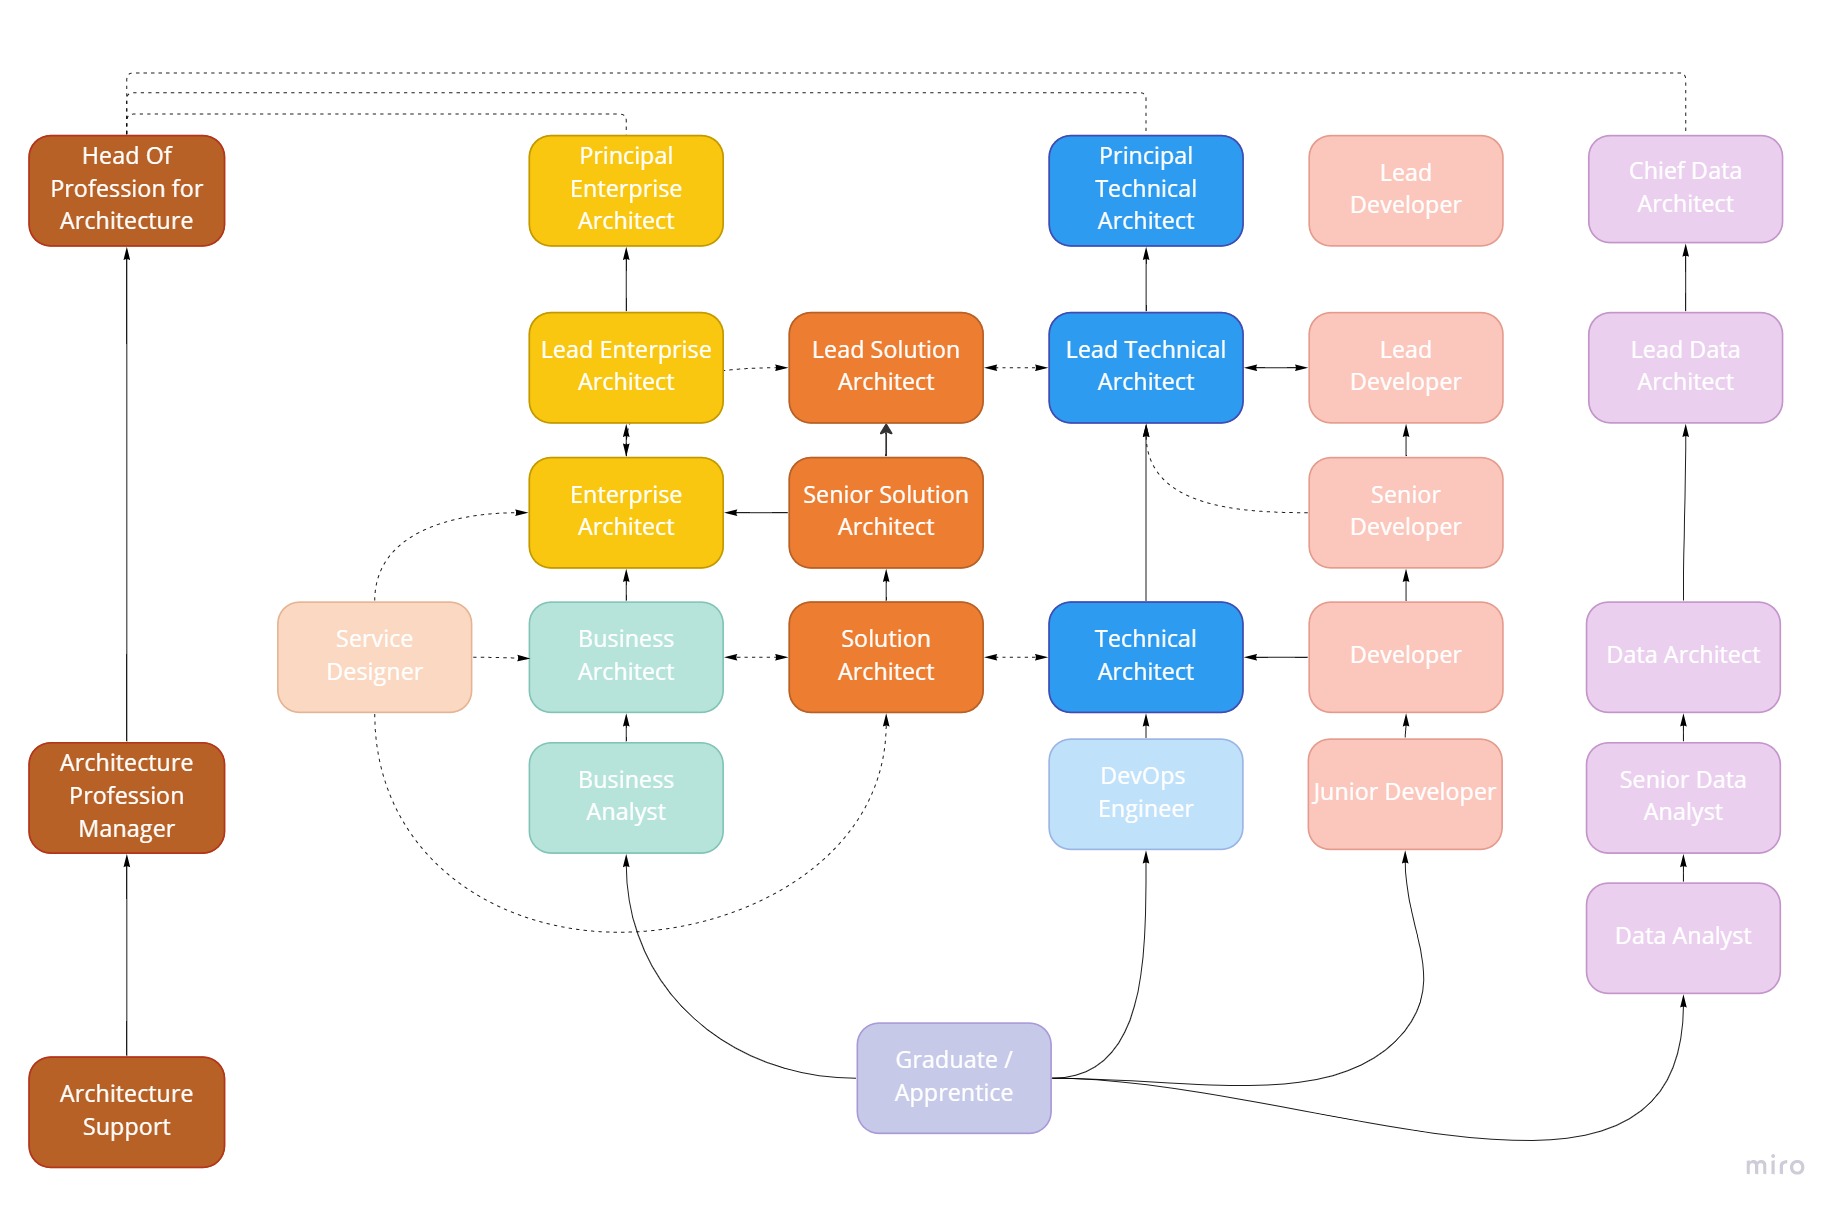 Head Of
Profession for
Architecture
Principal
Enterprise
Architect
Principal
Technical
Architect
Lead
Developer
Chief Data
Architect
Lead Enterprise
Architect
Lead Solution
Architect
Lead Technical
Architect
Lead
Developer
Lead Data
Architect
Enterprise
Architect
Senior Solution
Architect
Senior
Developer
Service
Designer
Business
Architect
Solution
Architect
Technical
Architect
Developer
Data Architect
Architecture
Profession
Manager
Business
Analyst
DevOps
Engineer
Junior Developer
Senior Data
Analyst
Data Analyst
Graduate /
Apprentice
Architecture
Support
miro